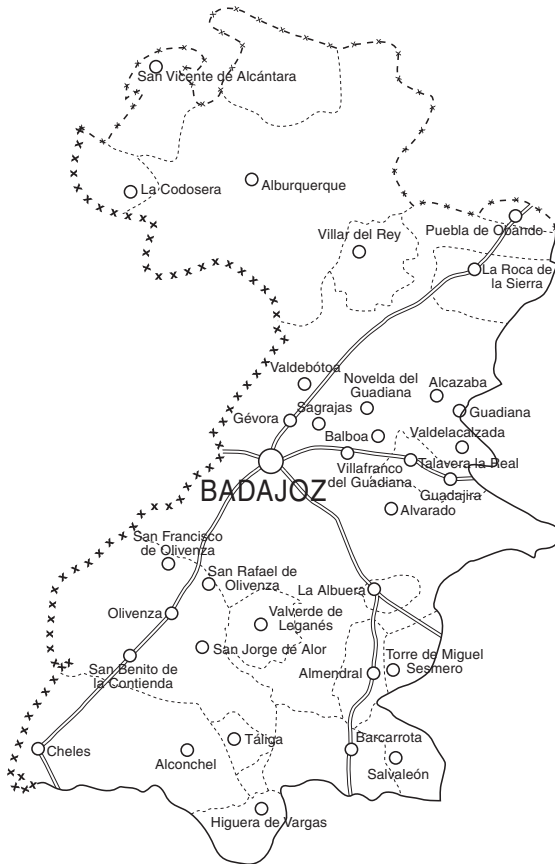 San Vicente de Alcántara
La Codosera
Alburquerque
Villar del Rey
Puebla de Obando
La Roca de
la Sierra
Valdebótoa
Novelda del
Guadiana
Alcazaba
Gévora
Sagrajas
Guadiana
Balboa
Valdelacalzada
Villafranco
del Guadiana
Talavera la Real
BADAJOZ
Guadajira
Alvarado
San Francisco
de Olivenza
San Rafael de
Olivenza
La Albuera
Olivenza
Valverde de
Leganés
San Jorge de Alor
Torre de Miguel
Sesmero
San Benito de
la Contienda
Almendral
Cheles
Táliga
Barcarrota
Alconchel
Salvaleón
Higuera de Vargas